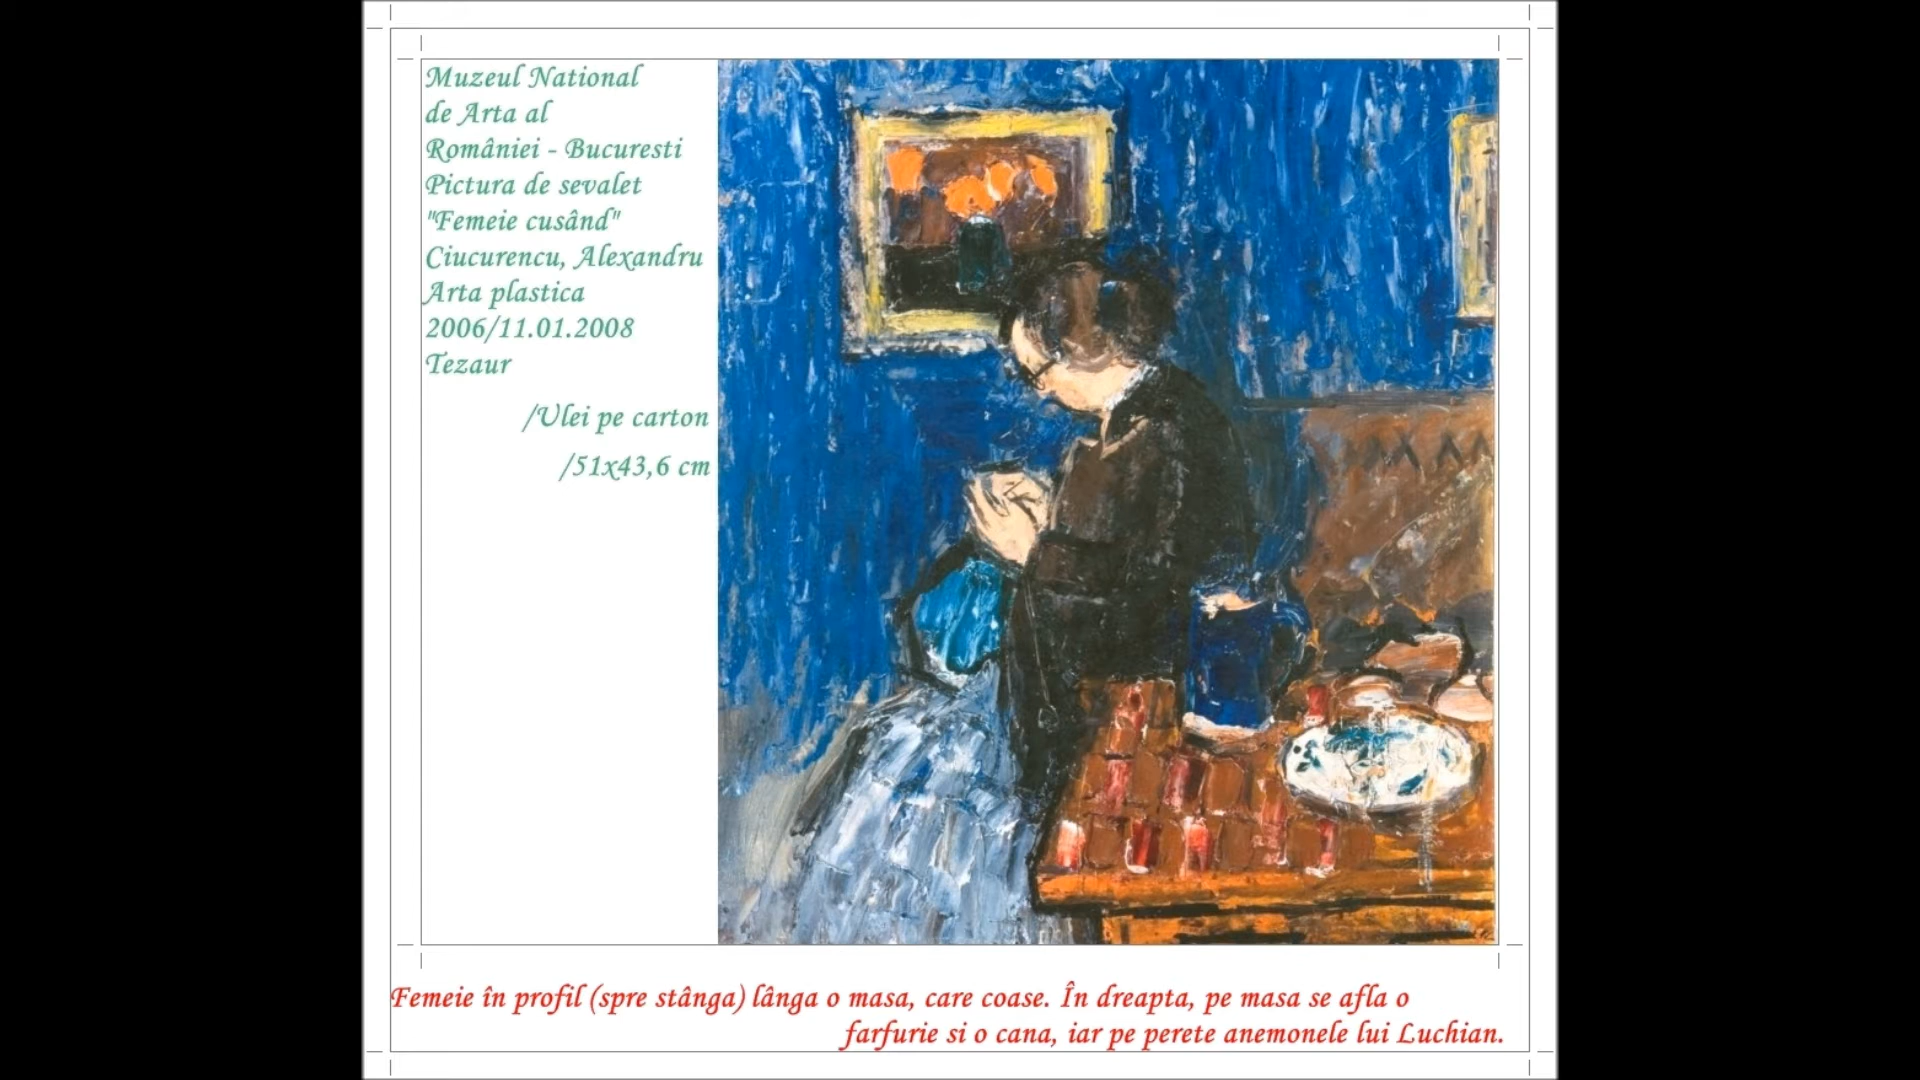 Muzeul National
de Arta al
României - Bucuresti
Pictura de sevalet
"Femeie cusând"
Ciucurencu, Alexandru
Arta plastica
2006/11.01.2008
Tezaur
/Ulei pe carton
/51x43,6 cm
Femeie în profil (spre stânga) lânga o masa, care coase. În dreapta, pe masa se afla o
farfurie si o cana, iar pe perete anemonele lui Luchian.